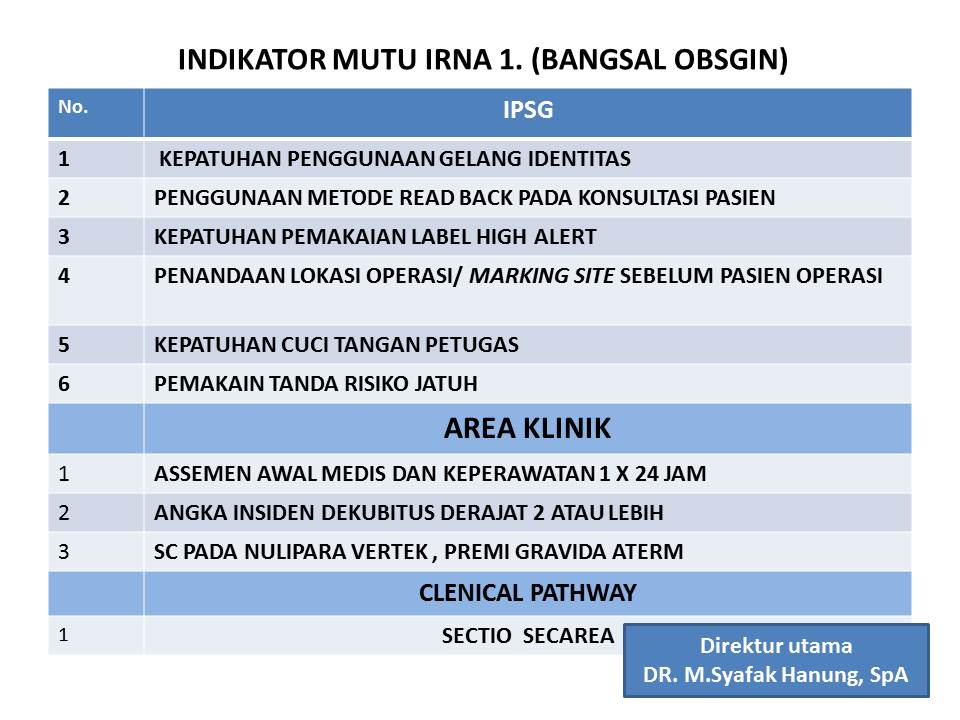 INDIKATOR MUTU IRNA 1. (BANGSAL OBSGIN)
No. IPSG
1 KEPATUHAN PENGGUNAAN GELANG IDENTITAS
2 PENGGUNAAN METODE READ BACK PADA KONSULTASI PASIEN
3 KEPATUHAN PEMAKAIAN LABEL HIGH ALERT
4 PENANDAAN LOKASI OPERASI/ MARKING SITE SEBELUM PASIEN OPERASI
5 KEPATUHAN CUCI TANGAN PETUGAS
6 PEMAKAIN TANDA RISIKO JATUH
AREA KLINIK
1 ASSEMEN AWAL MEDIS DAN KEPERAWATAN 1 X 24 JAM
2 ANGKA INSIDEN DEKUBITUS DERAJAT 2 ATAU LEBIH
3 SC PADA NULIPARA VERTEK , PREMI GRAVIDA ATERM
CLENICAL PATHWAY
1 SECTIO SECAREA
Direktur utama
DR. M.Syafak Hanung, SpA